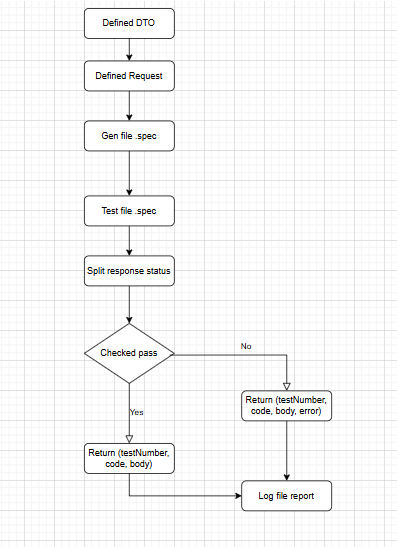 Defined DTO
Defined Request
Gen file .spec
Test file .spec
Split response status
Checked pass
No
Return (testNumber,
code, body, error)
Yes
Return (testNumber,
code, body)
Log file report